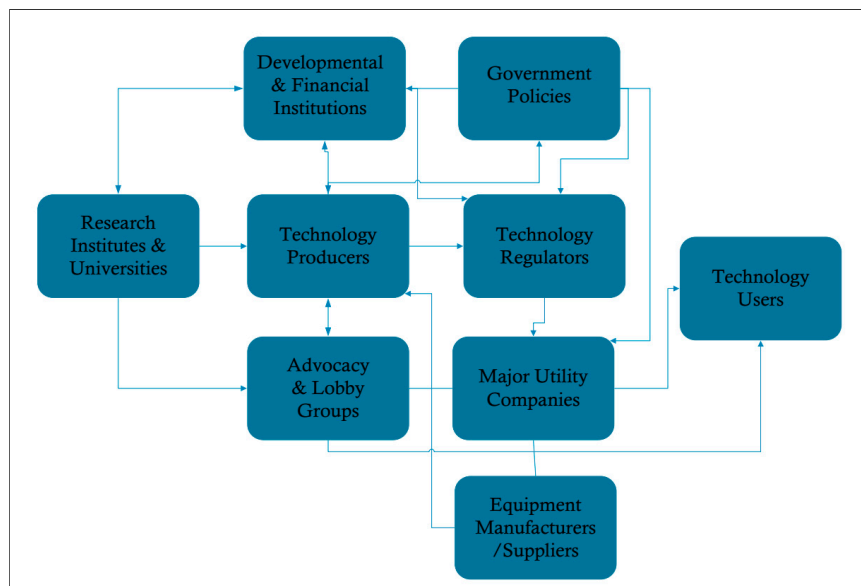 Developmental
& Financial
Institutions
Government
Policies
Research
Institutes &
Universities
Technology
Producers
Technology
Regulators
Technology
Users
Advocacy
& Lobby
Groups
Major Utility
Companies
Equipment
Manufacturers
/Suppliers